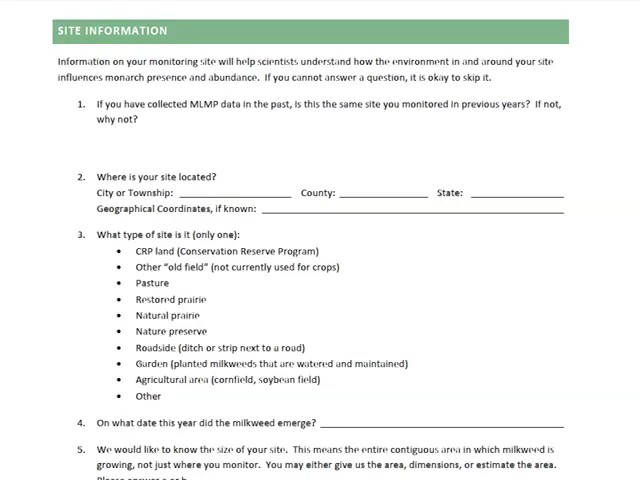 SITE INFORMATION
Information on your monitoring site will help scientists understand how the environment in and around your site
influences monarch presence and abundance. If you cannot answer a question, it is okay to skip it.
1. If you have collected MLMP data in the past, is this the same site you monitored in previous years? If not,
why not?
2. Where is your site located?
City or Township: ____ County: ____ State: ____
Geographical Coordinates, if known: ____
3. What type of site is it (only one):
• CRP land (Conservation Reserve Program)
• Other "old field" (not currently used for crops)
• Pasture
• Restored prairie
• Natural prairie
• Nature preserve
• Roadside (ditch or strip next to a road)
• Garden (planted milkweeds that are watered and maintained)
• Agricultural area (cornfield, soybean field)
• Other
4. On what date this year did the milkweed emerge? ____
5. We would like to know the size of your site. This means the entire contiguous area in which milkweed is
growing, not just where you monitor. You may either give us the area, dimensions, or estimate the area.
Please answer a or b